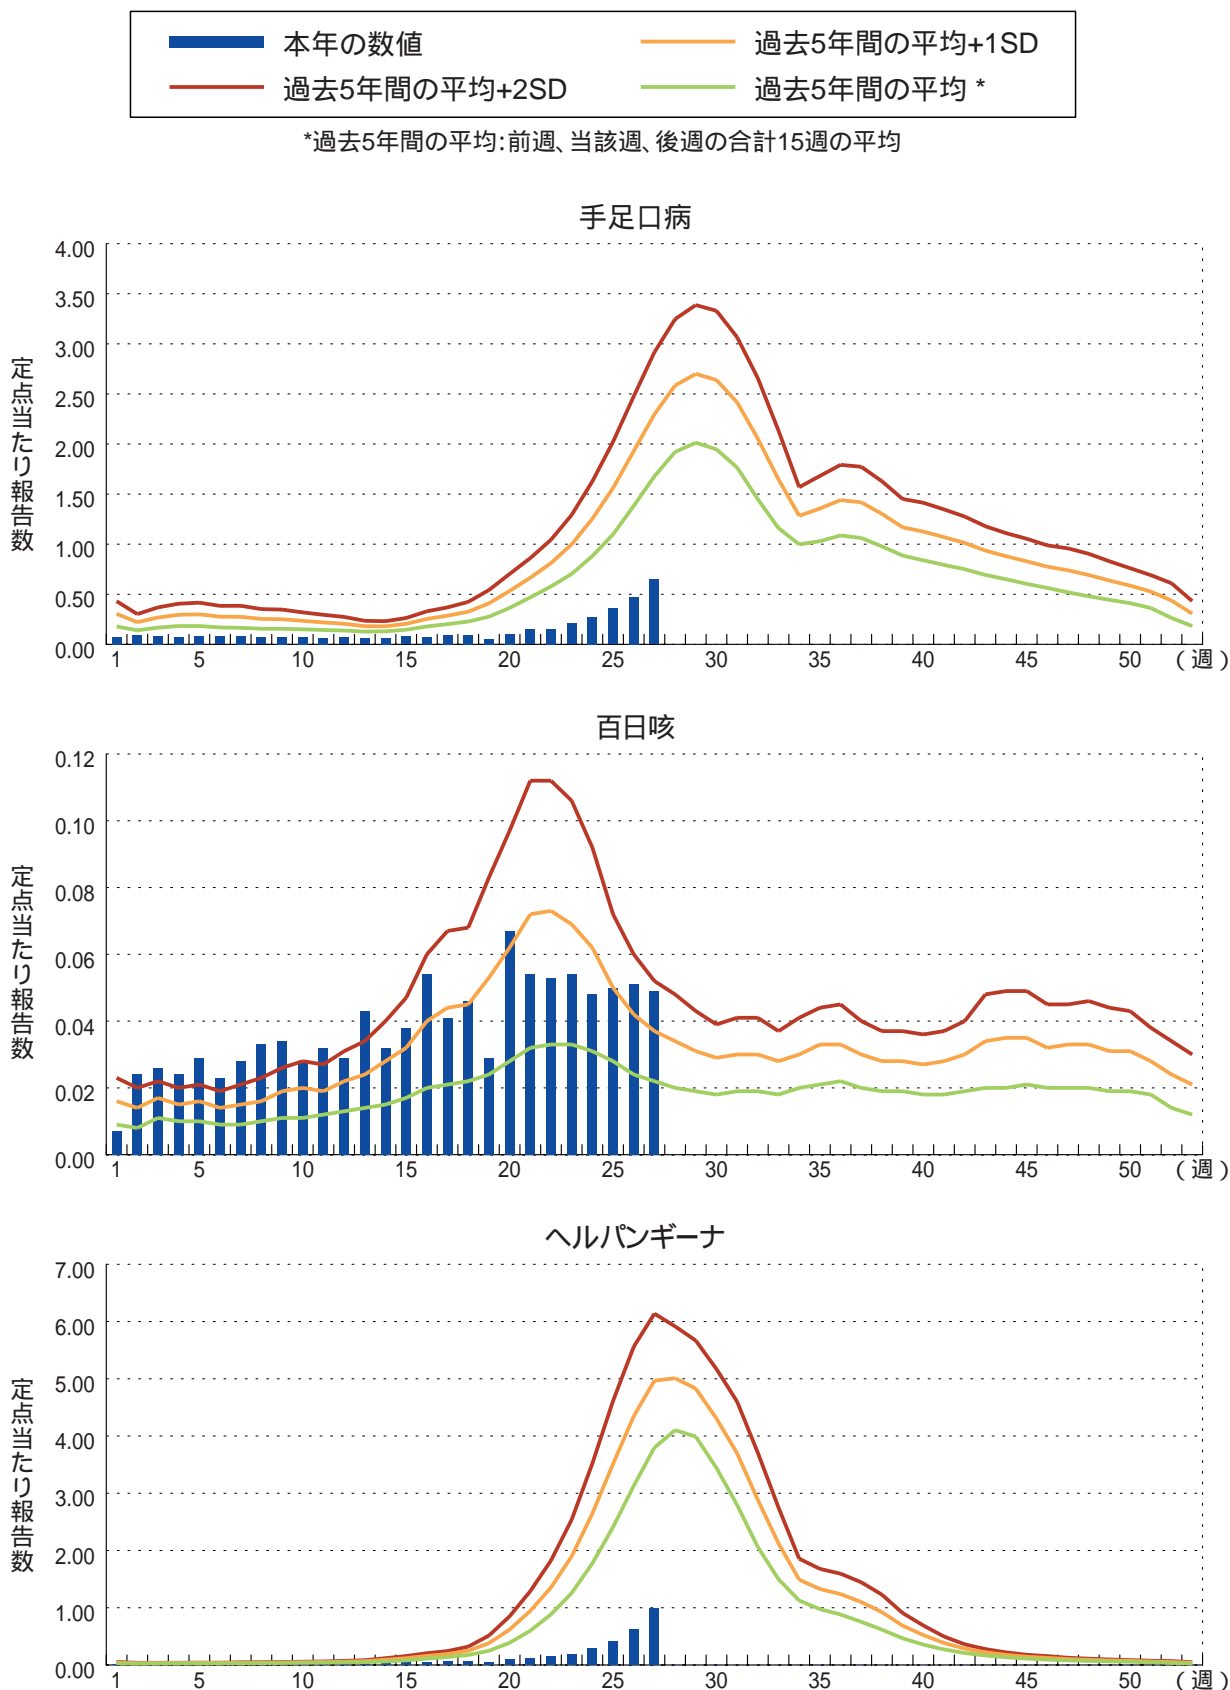 本年の数値
過去5年間の平均+1SD
過去5年間の平均+2SD
過去5年間の平均 *
*過去5年間の平均:前週、当該週、後週の合計15週の平均
手足口病
定点当たり報告数
4.00
3.50
3.00
2.50
2.00
1.50
1.00
0.50
0.00
1 5 10 15 20 25 30 35 40 45 50 (週)
百日咳
定点当たり報告数
0.12
0.10
0.08
0.06
0.04
0.02
0.00
1 5 10 15 20 25 30 35 40 45 50 (週)
ヘルパンギーナ
定点当たり報告数
7.00
6.00
5.00
4.00
3.00
2.00
1.00
0.00
1 5 10 15 20 25 30 35 40 45 50 (週)